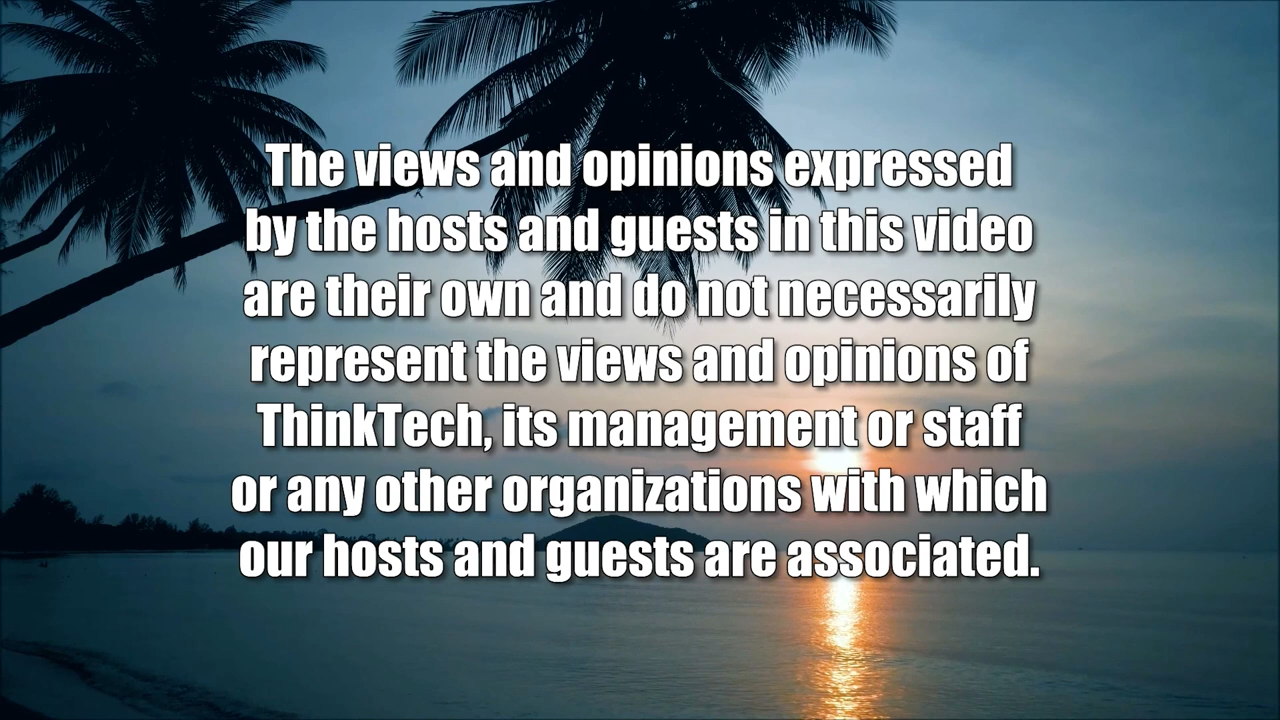 The views and opinions expressed
by the hosts and guests in this video
are their own and do not necessarily
represent the views and opinions of
ThinkTech, its management or staff
or any other organizations with which
our hosts and guests are associated.